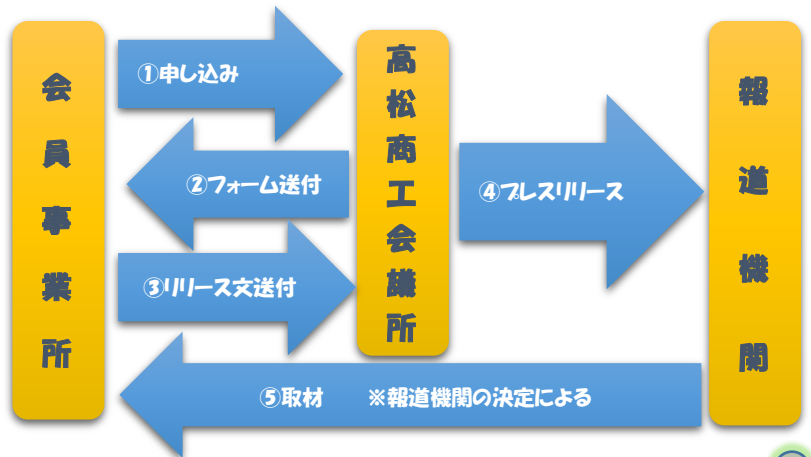 会員事業所
①申し込み
②フォーム送付
③リリース文送付
高松商工会議所
④プレスリリース
報道機関
⑤取材　　※報道機関の決定による